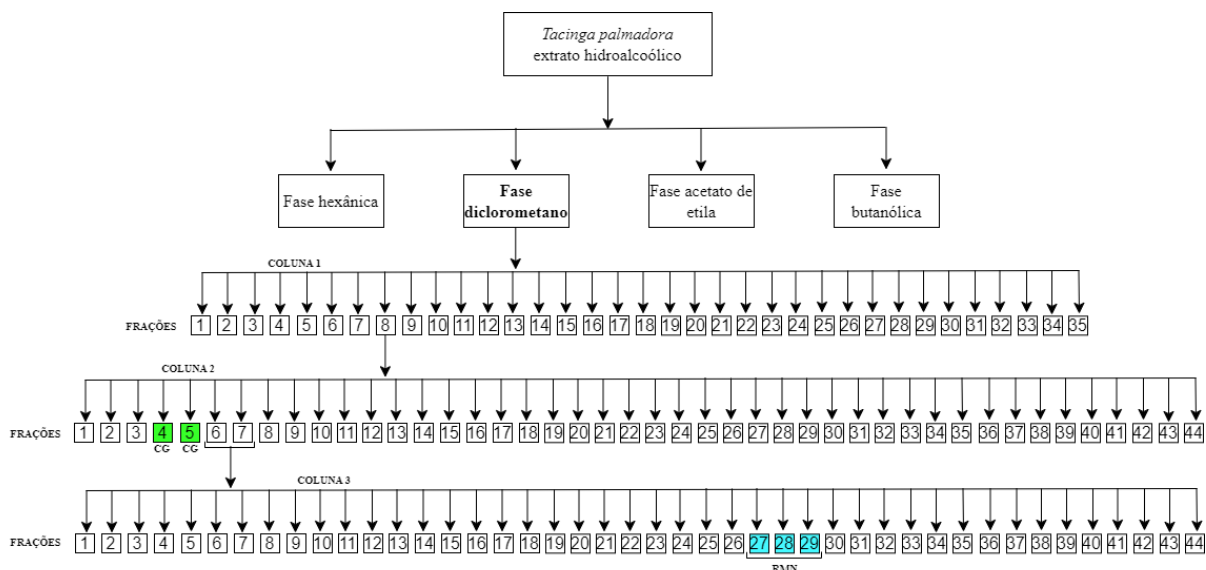 Tacinga palmadora
extrato hidroalcoólico
Fase hexânica
Fase
diclorometano
Fase acetato de
etila
Fase
butanólica
COLUNA 1
FRAÇÕES 1 2 3 4 5 6 7 8 9 10 11 12 13 14 15 16 17 18 19 20 21 22 23 24 25 26 27 28 29 30 31 32 33 34 35
COLUNA 2
FRAÇÕES 1 2 3 4 5 6 7 8 9 10 11 12 13 14 15 16 17 18 19 20 21 22 23 24 25 26 27 28 29 30 31 32 33 34 35 36 37 38 39 40 41 42 43 44
CG CG
COLUNA 3
FRAÇÕES 1 2 3 4 5 6 7 8 9 10 11 12 13 14 15 16 17 18 19 20 21 22 23 24 25 26 27 28 29 30 31 32 33 34 35 36 37 38 39 40 41 42 43 44
RMN